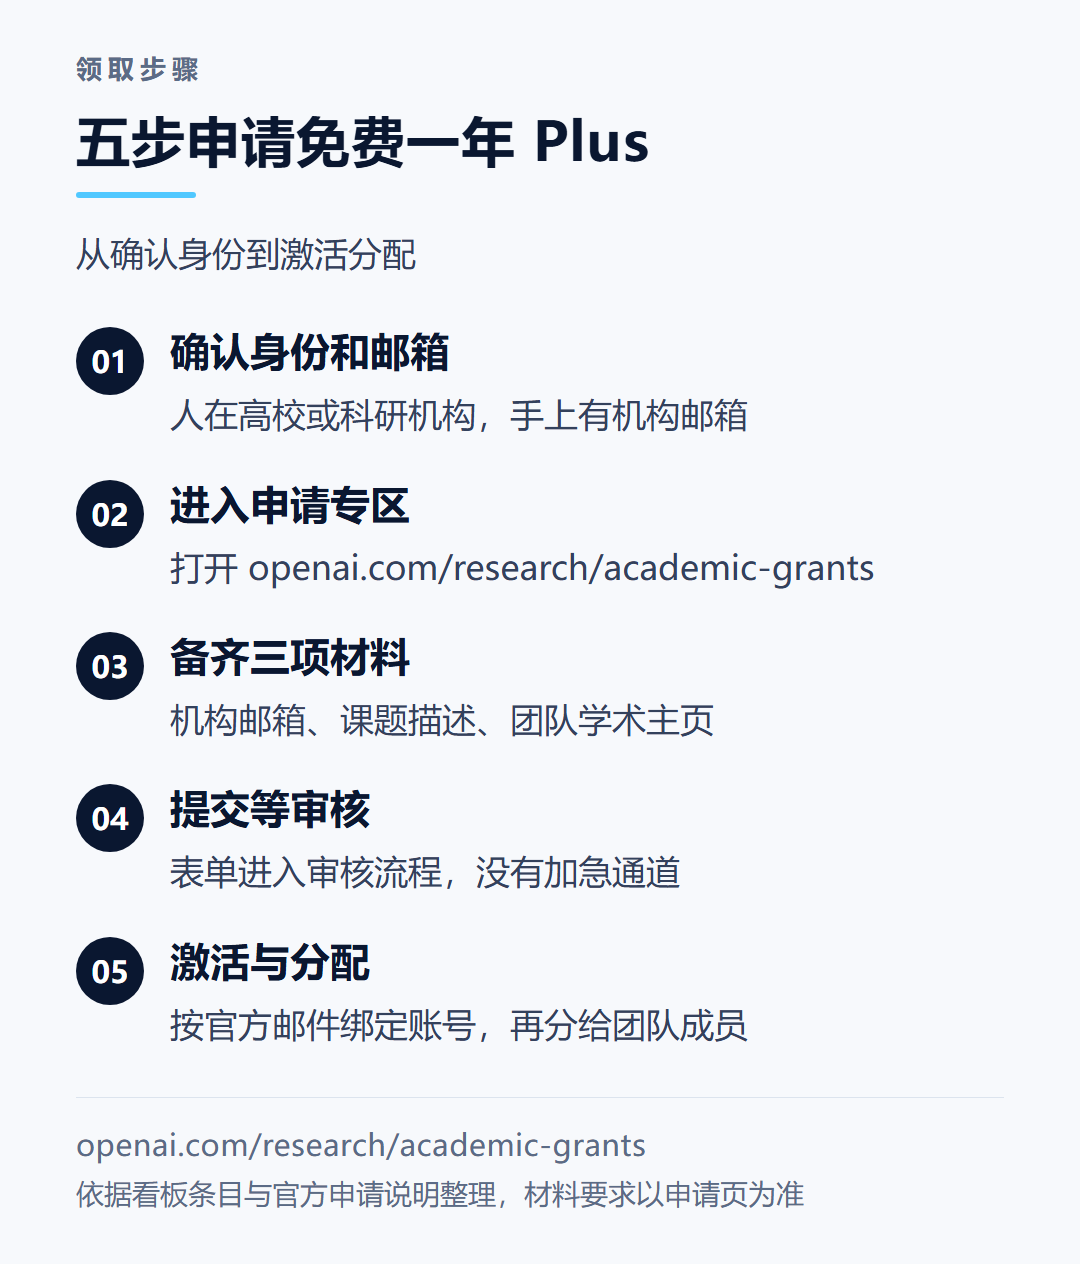 领取步骤
五步申请免费一年 Plus
从确认身份到激活分配
01
确认身份和邮箱
人在高校或科研机构，手上有机构邮箱
02
进入申请专区
打开 openai.com/research/academic-grants
03
备齐三项材料
机构邮箱、课题描述、团队学术主页
04
提交等审核
表单进入审核流程，没有加急通道
05
激活与分配
按官方邮件绑定账号，再分给团队成员
openai.com/research/academic-grants
依据看板条目与官方申请说明整理，材料要求以申请页为准